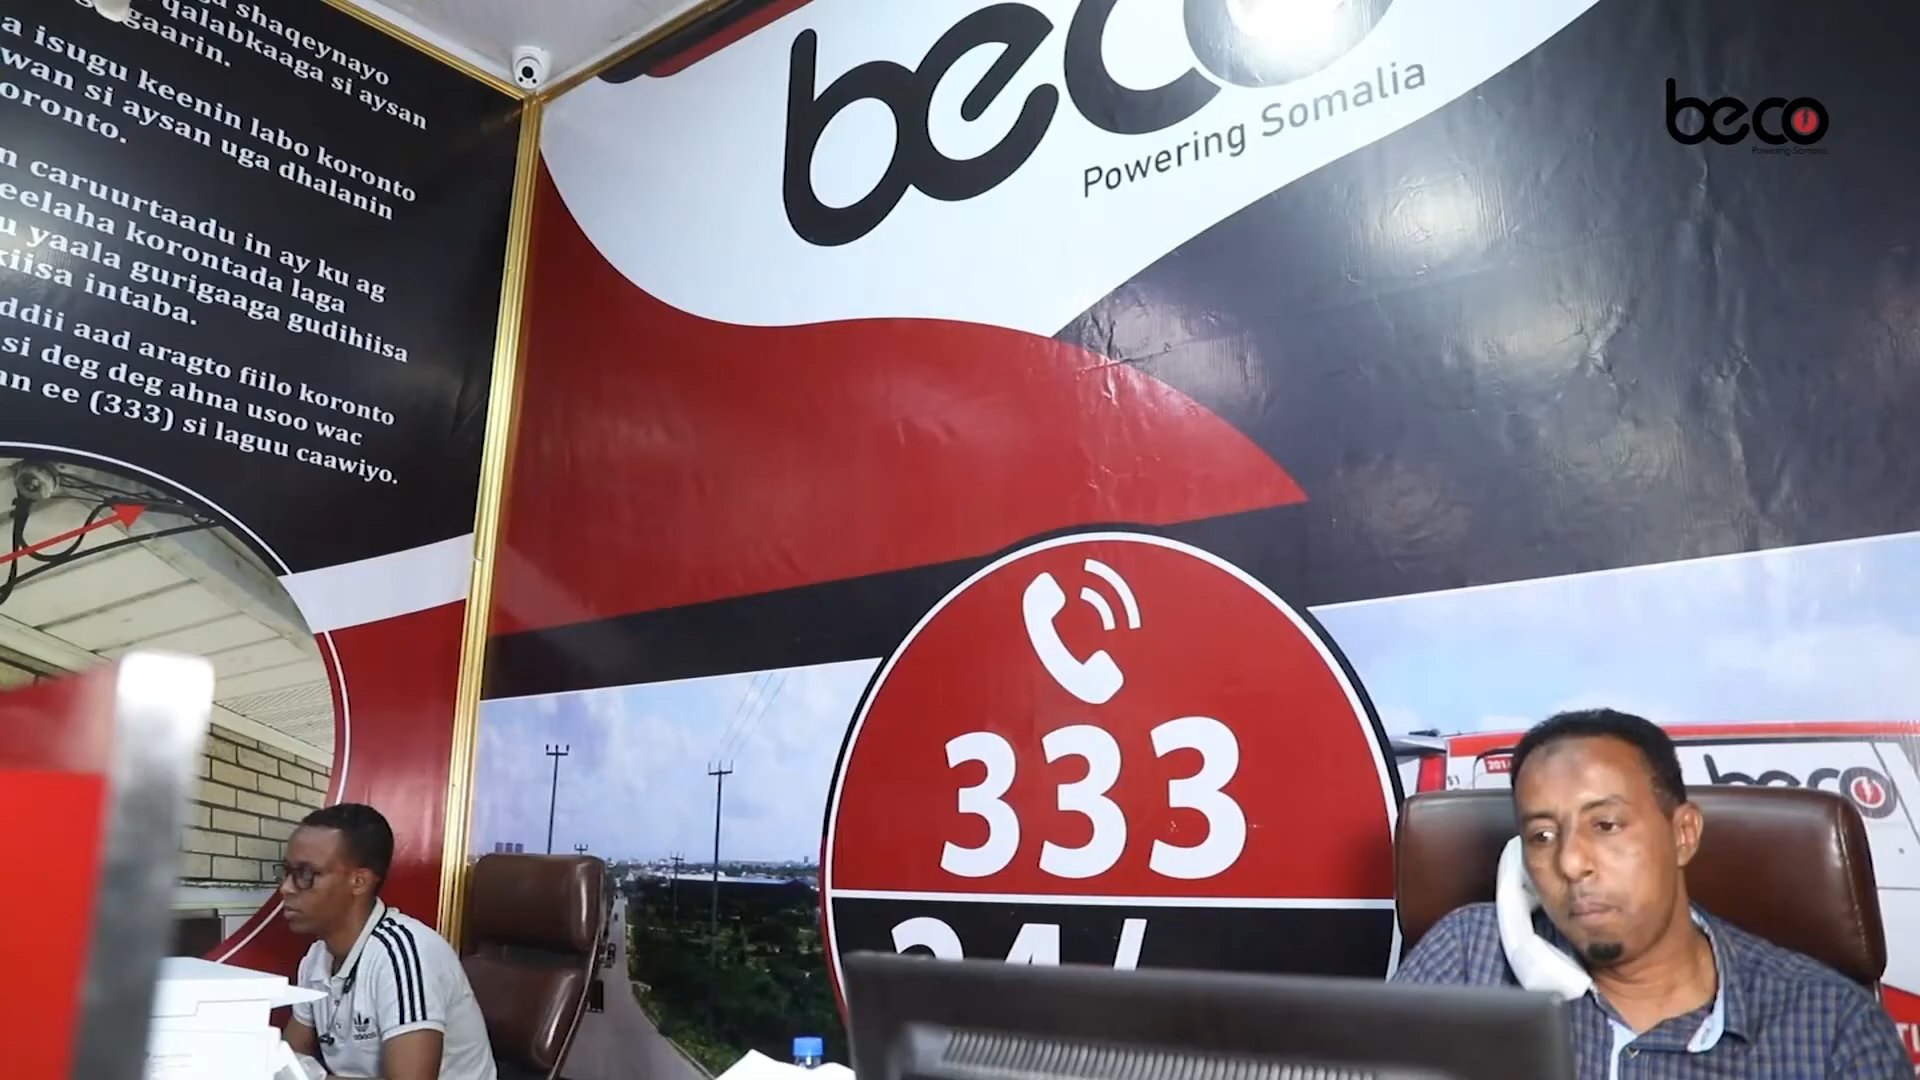 shaqeynayo
qalabkaaga si aysan
gaarin.
a isugu keenin labo koronto
wan si aysan uga dhalanin
oronto.
n caruurtaadu in ay ku ag
eelaha korontada laga
u yaala gurigaaga gudihiisa
kiisa intaba.
ddii aad aragto fiilo koronto
si deg deg ahna usoo wac
an ee (333) si laguu caawiyo.
beco
Powering Somalia
beco
Powering Somalia
333
24/
beco
adidas